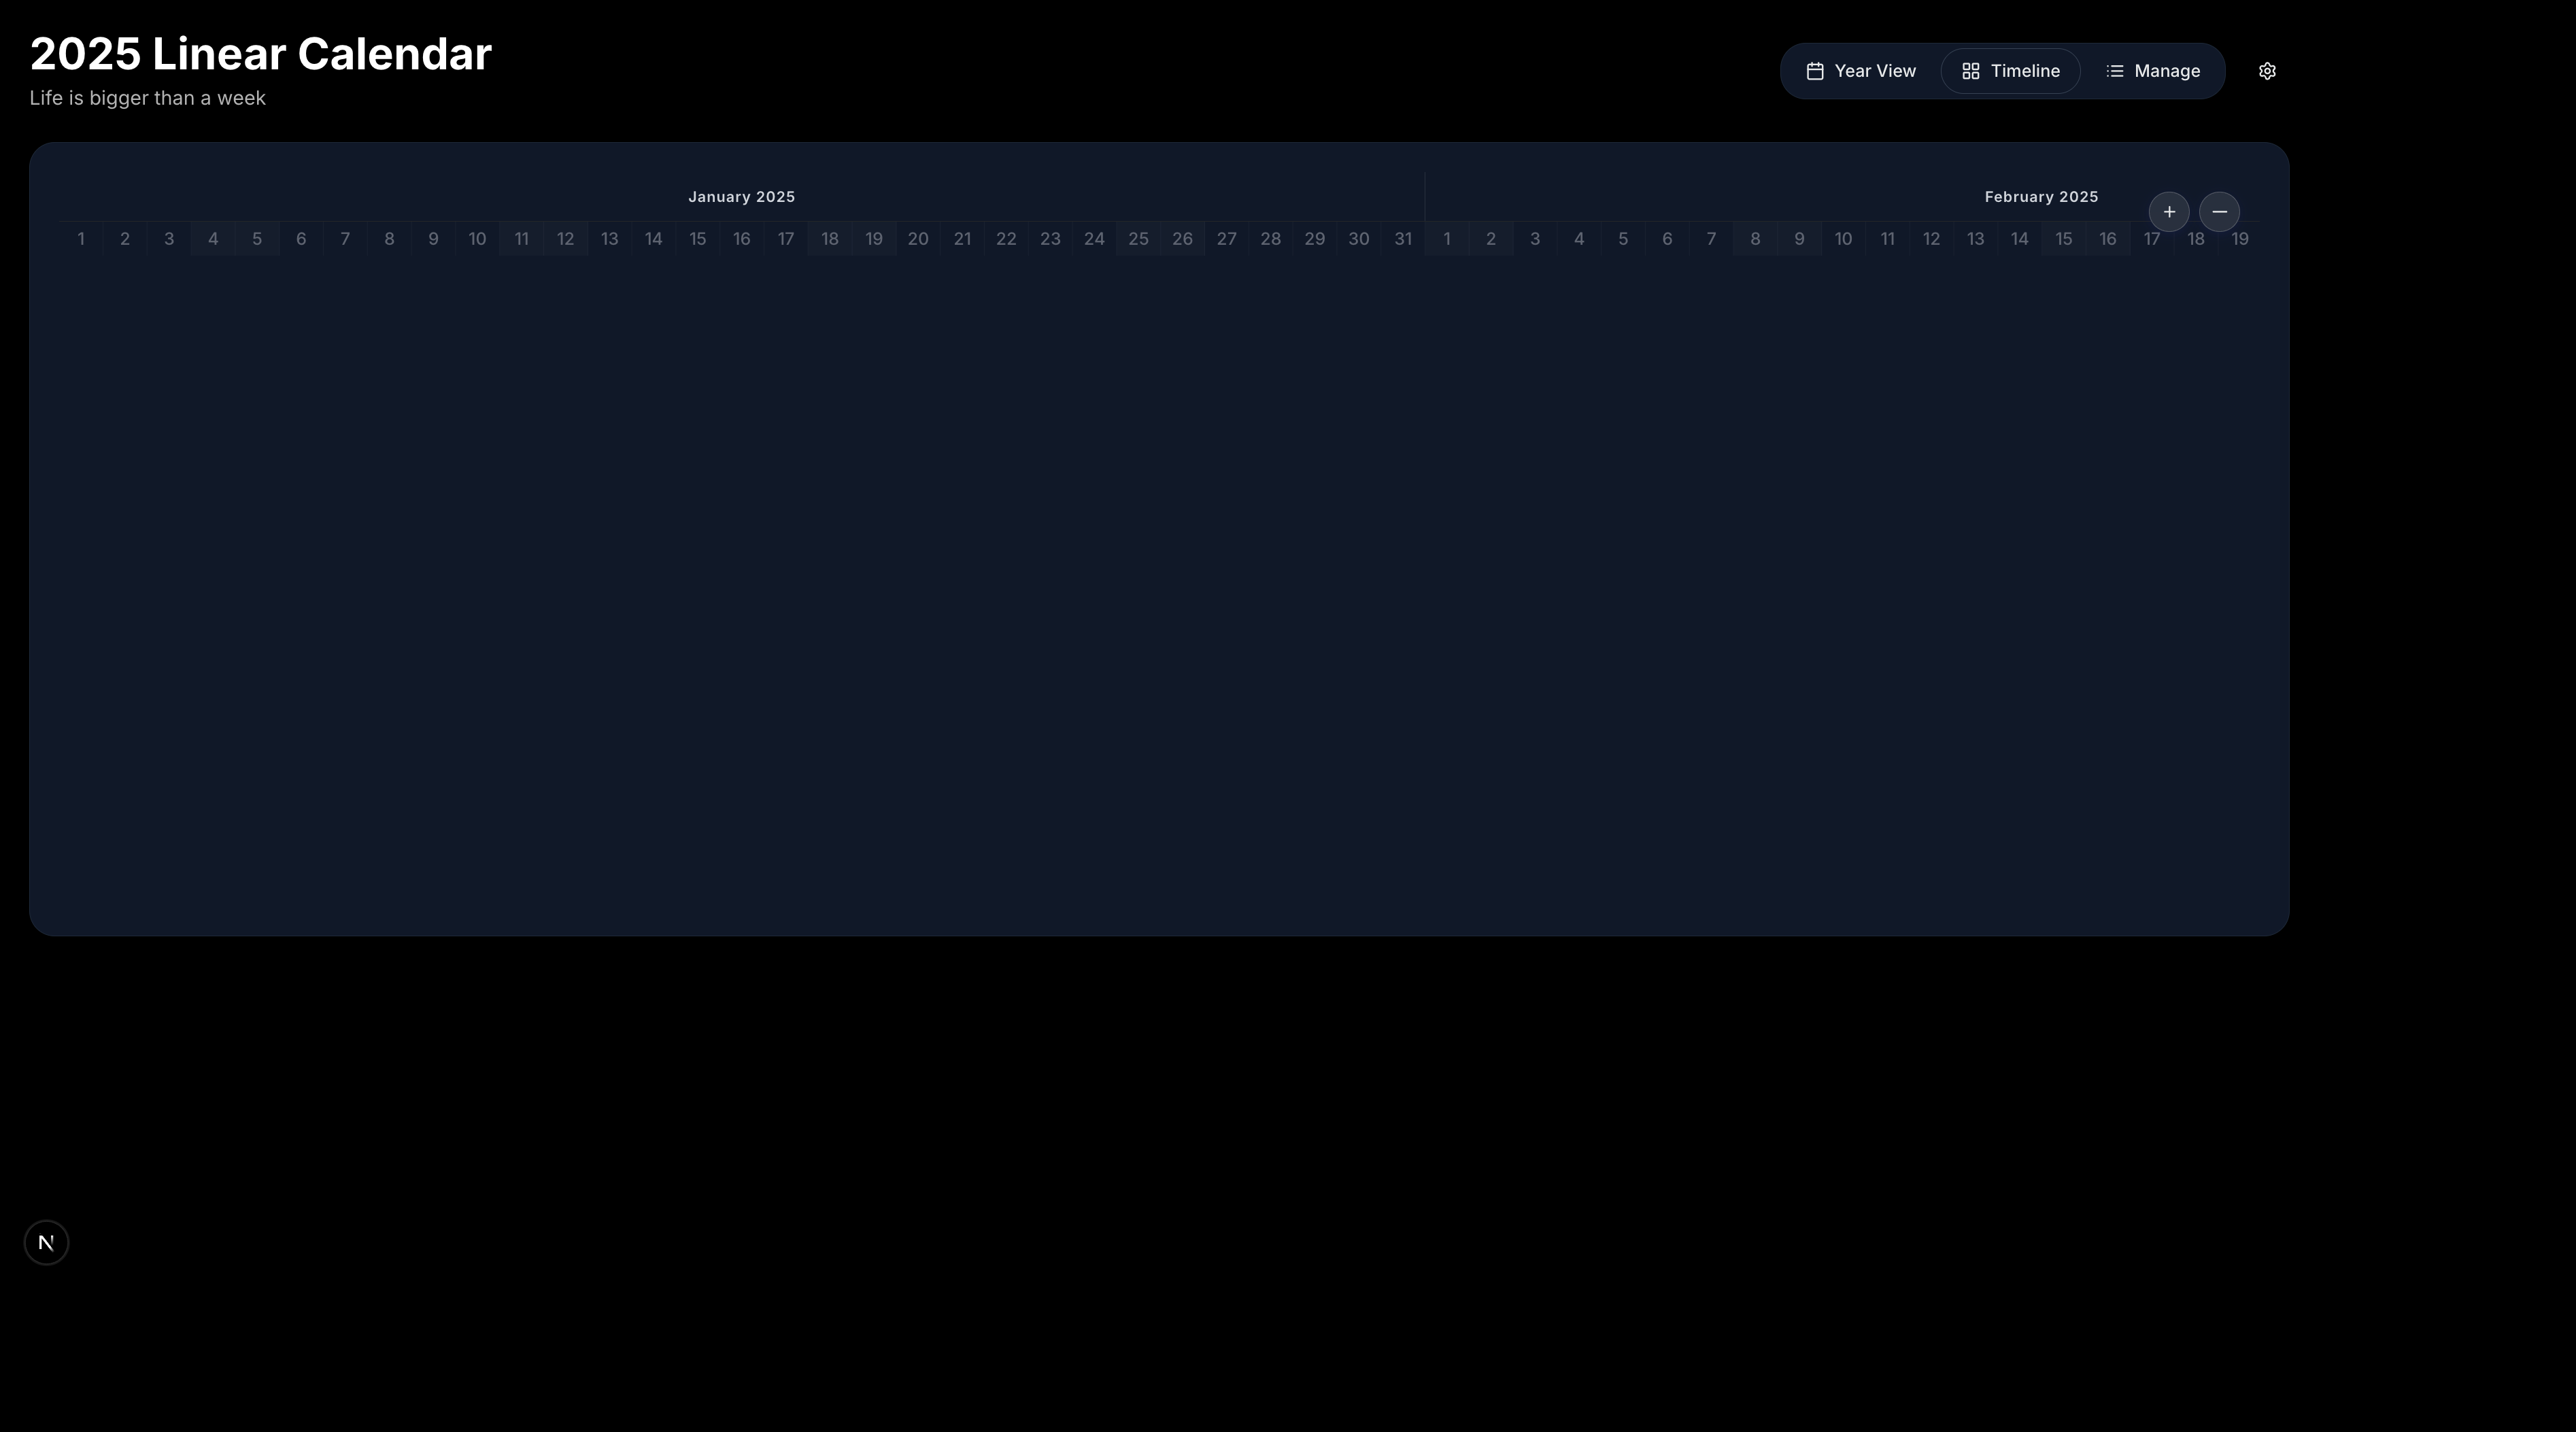 2025 Linear Calendar
Life is bigger than a week
Year View Timeline Manage
January 2025 February 2025
1 2 3 4 5 6 7 8 9 10 11 12 13 14 15 16 17 18 19 20 21 22 23 24 25 26 27 28 29 30 31 1 2 3 4 5 6 7 8 9 10 11 12 13 14 15 16 17 18 19
N